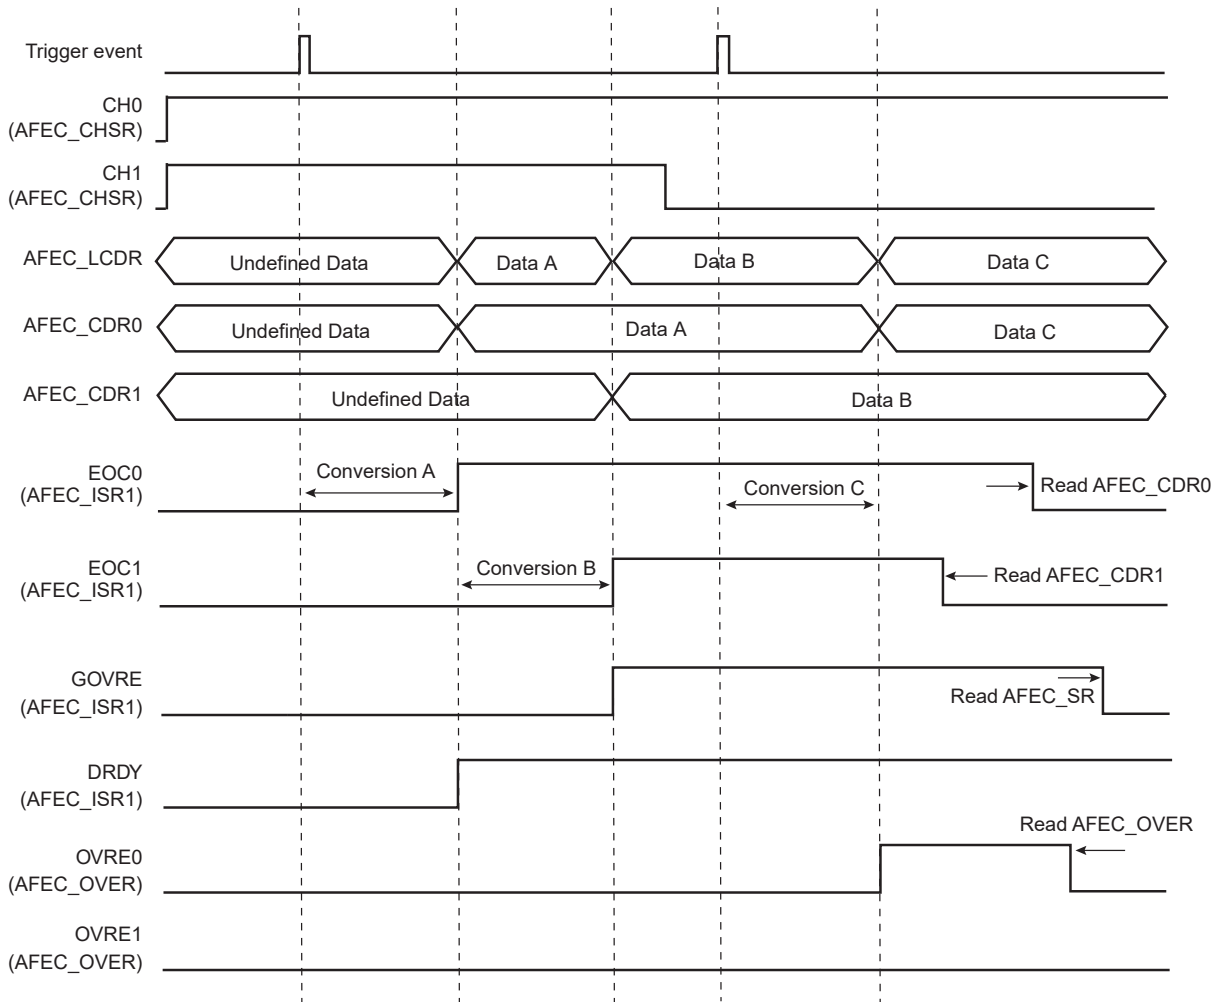 Trigger event
CH0
(AFEC_CHSR)
CH1
(AFEC_CHSR)
AFEC_LCDR
Undefined Data
Data A
Data B
Data C
AFEC_CDR0
Undefined Data
Data A
Data C
AFEC_CDR1
Undefined Data
Data B
EOC0
(AFEC_ISR1)
Conversion A
Conversion C
Read AFEC_CDR0
EOC1
(AFEC_ISR1)
Conversion B
Read AFEC_CDR1
GOVRE
(AFEC_ISR1)
Read AFEC_SR
DRDY
(AFEC_ISR1)
Read AFEC_OVER
OVRE0
(AFEC_OVER)
OVRE1
(AFEC_OVER)